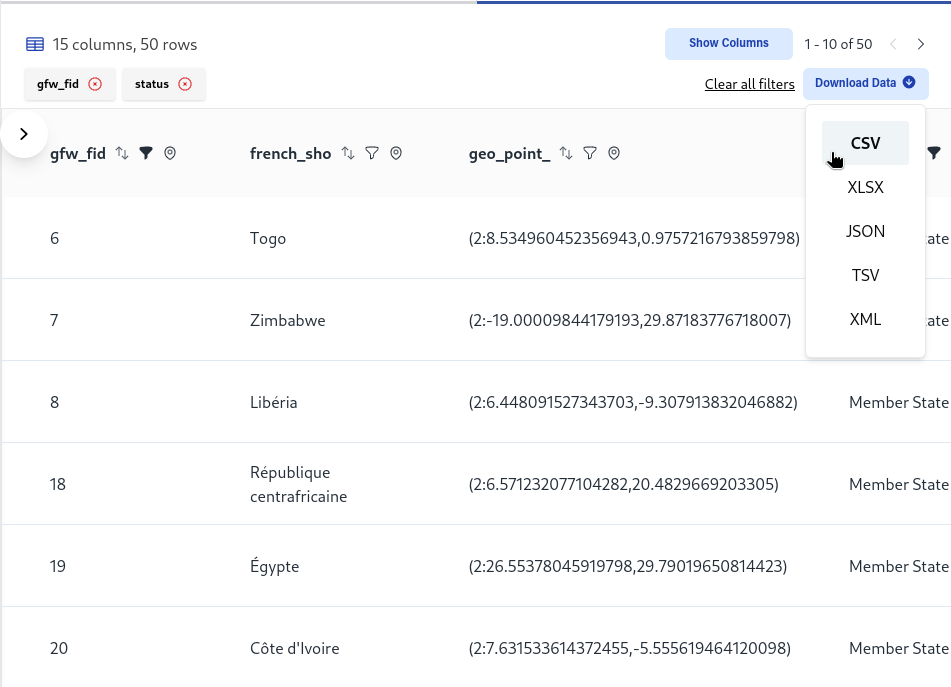 15 columns, 50 rows
Show Columns
1 - 10 of 50
gfw_fid
status
Clear all filters
Download Data
CSV
XLSX
JSON
TSV
XML
gfw_fid
french_sho
geo_point_
6
Togo
(2:8.534960452356943,0.9757216793859798)
ate
7
Zimbabwe
(2:-19.00009844179193,29.87183776718007)
ate
8
Libéria
(2:6.448091527343703,-9.307913832046882)
Member State
18
République
centrafricaine
(2:6.571232077104282,20.4829669203305)
Member State
19
Égypte
(2:26.55378045919798,29.79019650814423)
Member State
20
Côte d'Ivoire
(2:7.631533614372455,-5.555619464120098)
Member State